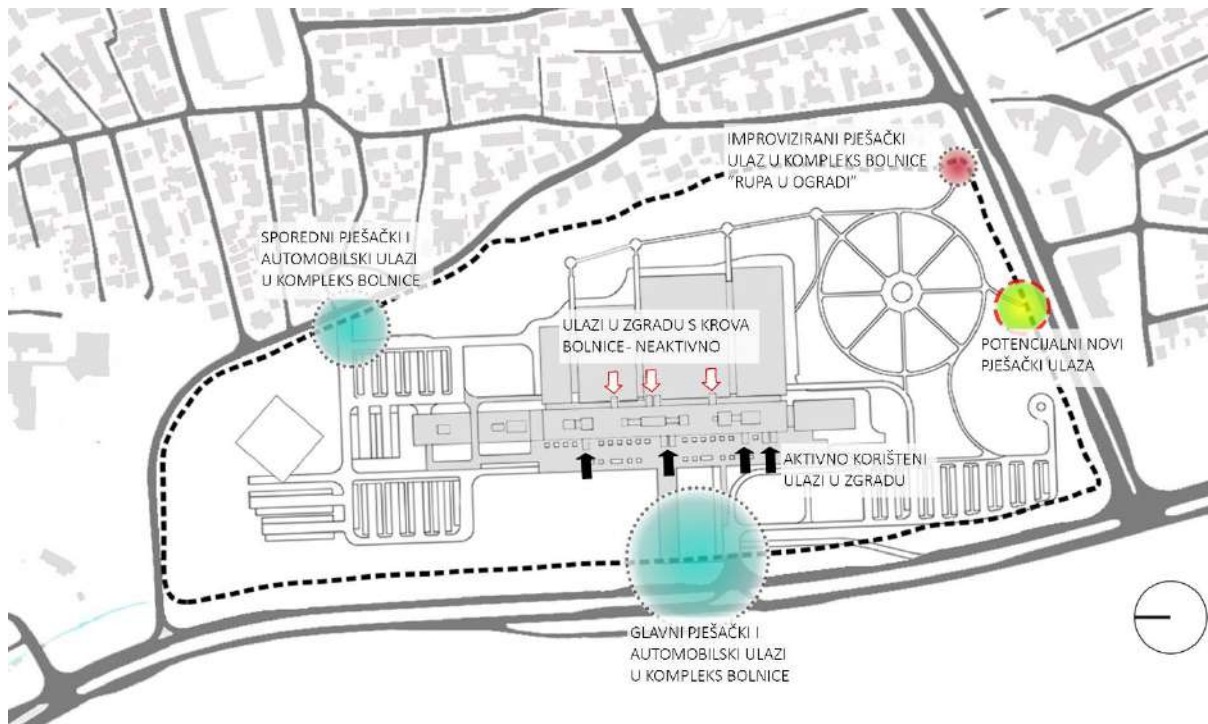 IMPROVIZIRANI PJEŠAČKI
ULAZ U KOMPLEKS BOLNICE
"RUPA U OGRADI"
SPOREDNI PJEŠAČKI I
AUTOMOBILSKI ULAZI
U KOMPLEKS BOLNICE
ULAZI U ZGRADU S KROVA
BOLNICE- NEAKTIVNO
POTENCIJALNI NOVI
PJEŠAČKI ULAZA
AKTIVNO KORIŠTENI
ULAZI U ZGRADU
GLAVNI PJEŠAČKI I
AUTOMOBILSKI ULAZI
U KOMPLEKS BOLNICE